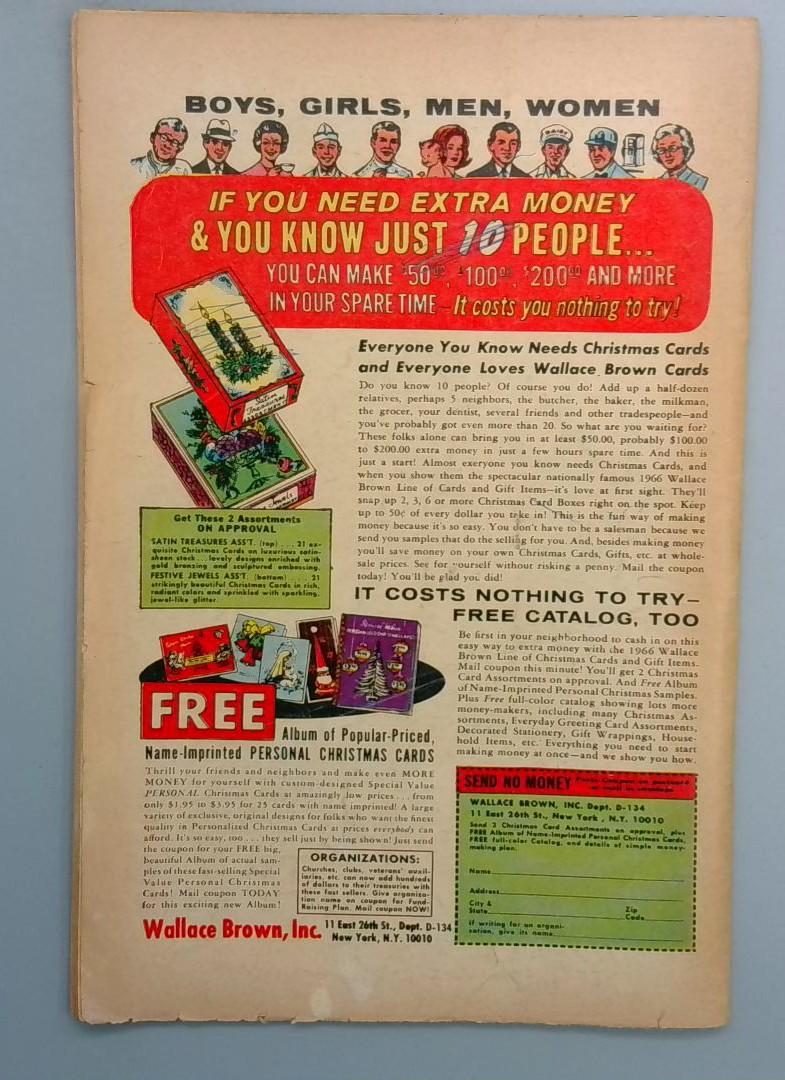 BOYS, GIRLS, MEN, WOMEN
IF YOU NEED EXTRA MONEY
& YOU KNOW JUST 10 PEOPLE...
YOU CAN MAKE $50⁰⁰, $100⁰⁰, $200⁰⁰ AND MORE
IN YOUR SPARE TIME – It costs you nothing to try!
Satin
Treasures
Jewels
Everyone You Know Needs Christmas Cards
and Everyone Loves Wallace Brown Cards
Do you know 10 people? Of course you do! Add up a half-dozen
relatives, perhaps 5 neighbors, the butcher, the baker, the milkman,
the grocer, your dentist, several friends and other tradespeople—and
you've probably got even more than 20. So what are you waiting for?
These folks alone can bring you in at least $50.00, probably $100.00
to $200.00 extra money in just a few hours spare time. And this is
just a start! Almost exeryone you know needs Christmas Cards, and
when you show them the spectacular nationally famous 1966 Wallace
Brown Line of Cards and Gift Items—it's love at first sight. They'll
snap up 2, 3, 6 or more Christmas Card Boxes right on the spot. Keep
up to 50¢ of every dollar you take in! This is the fun way of making
money because it's so easy. You don't have to be a salesman because we
send you samples that do the selling for you. And, besides making money
you'll save money on your own Christmas Cards, Gifts, etc. at whole-
sale prices. See for yourself without risking a penny. Mail the coupon
today! You'll be glad you did!
Get These 2 Assortments
ON APPROVAL
SATIN TREASURES ASS'T. (top) . . . 21 ex-
quisite Christmas Cards on luxurious satin-
sheen stock . . . lovely designs enriched with
gold bronzing and sculptured embossing.
FESTIVE JEWELS ASS'T. (bottom) . . . . 21
strikingly beautiful Christmas Cards in rich,
radiant colors and sprinkled with sparkling,
jewel-like glitter.
IT COSTS NOTHING TO TRY—
FREE CATALOG, TOO
Be first in your neighborhood to cash in on this
easy way to extra money with the 1966 Wallace
Brown Line of Christmas Cards and Gift Items.
Mail coupon this minute! You'll get 2 Christmas
Card Assortments on approval. And Free Album
of Name-Imprinted Personal Christmas Samples.
Plus Free full-color catalog showing lots more
money-makers, including many Christmas As-
sortments, Everyday Greeting Card Assortments,
Decorated Stationery, Gift Wrappings, House-
hold Items, etc. Everything you need to start
making money at once—and we show you how.
FREE
Album of Popular-Priced,
Name-Imprinted PERSONAL CHRISTMAS CARDS
Thrill your friends and neighbors and make even MORE
MONEY for yourself with custom-designed Special Value
PERSONAL Christmas Cards at amazingly low prices . . . . from
only $1.95 to $3.95 for 25 cards with name imprinted! A large
variety of exclusive, original designs for folks who want the finest
quality in Personalized Christmas Cards at prices everybody can
afford. It's so easy, too . . . they sell just by being shown! Just send
the coupon for your FREE big,
beautiful Album of actual sam-
ples of these fast-selling Special
Value Personal Christmas
Cards! Mail coupon TODAY
for this exciting new Album!
ORGANIZATIONS:
Churches, clubs, veterans' auxil-
iaries, etc. can now add hundreds
of dollars to their treasuries with
these fast sellers. Give organiza-
tion name on coupon for Fund-
Raising Plan. Mail coupon NOW!
Wallace Brown, Inc. 11 East 26th St., Dept. D-134
New York, N.Y. 10010
SEND NO MONEY Paste Coupon on postcard
or mail in envelope
WALLACE BROWN, INC. Dept. D-134
11 East 26th St., New York, N.Y. 10010
Send 2 Christmas Card Assortments on approval, plus
FREE Album of Name-Imprinted Personal Christmas Cards,
FREE full-color Catalog, and details of simple money-
making plan.
Name
Address
City &
State
Zip
Code
If writing for an organi-
zation, give its name